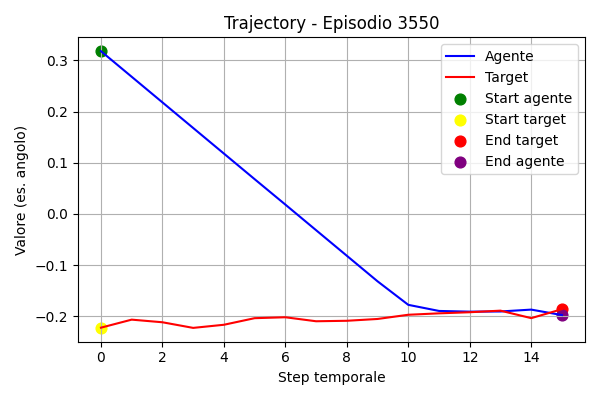 Trajectory - Episodio 3550
Valore (es. angolo)
0.3
0.2
0.1
0.0
−0.1
−0.2
Agente
Target
Start agente
Start target
End target
End agente
0 2 4 6 8 10 12 14
Step temporale